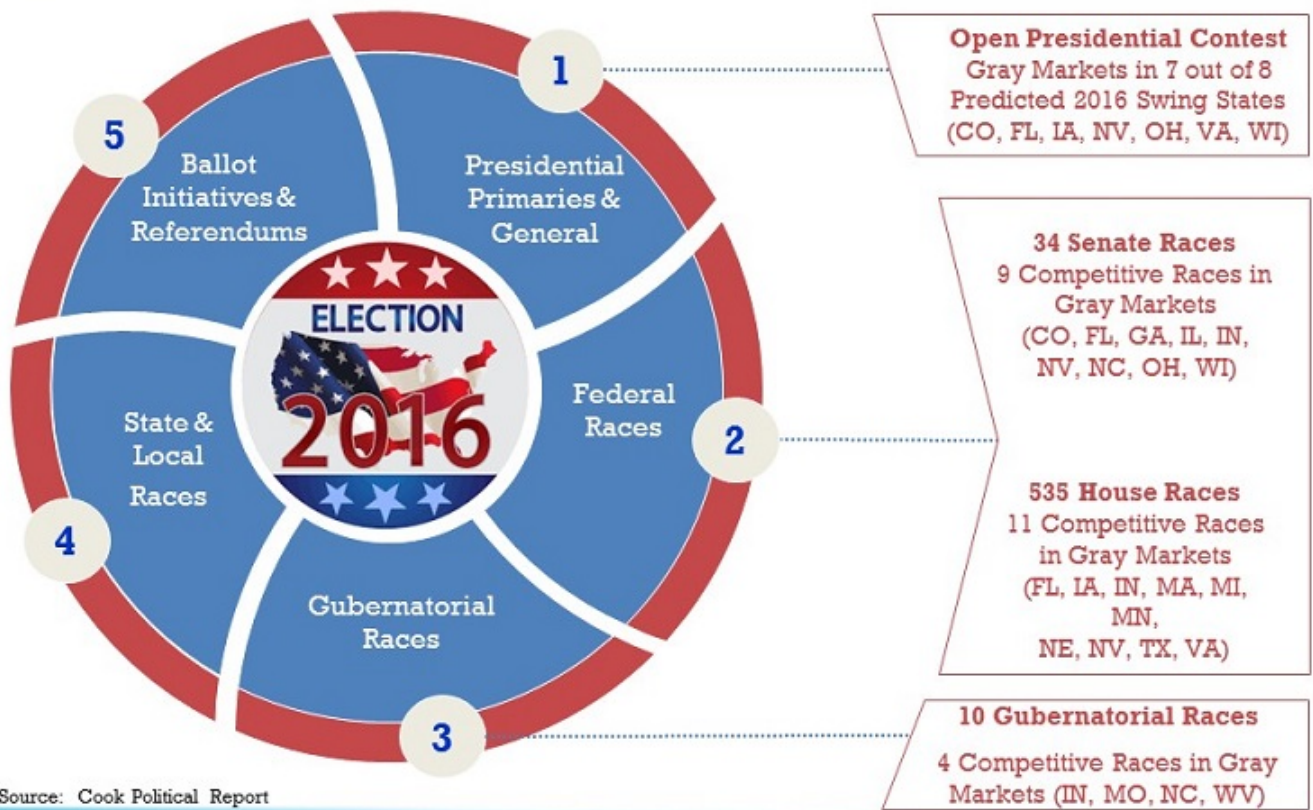 1
Presidential
Primaries &
General
Open Presidential Contest
Gray Markets in 7 out of 8
Predicted 2016 Swing States
(CO, FL, IA, NV, OH, VA, WI)
2
Federal
Races
34 Senate Races
9 Competitive Races in
Gray Markets
(CO, FL, GA, IL, IN,
NV, NC, OH, WI)
535 House Races
11 Competitive Races
in Gray Markets
(FL, IA, IN, MA, MI,
MN,
NE, NV, TX, VA)
3
Gubernatorial
Races
10 Gubernatorial Races
4 Competitive Races in Gray
Markets (IN, MO, NC, WV)
4
State &
Local
Races
5
Ballot
Initiatives &
Referendums
ELECTION
2016
Source: Cook Political Report